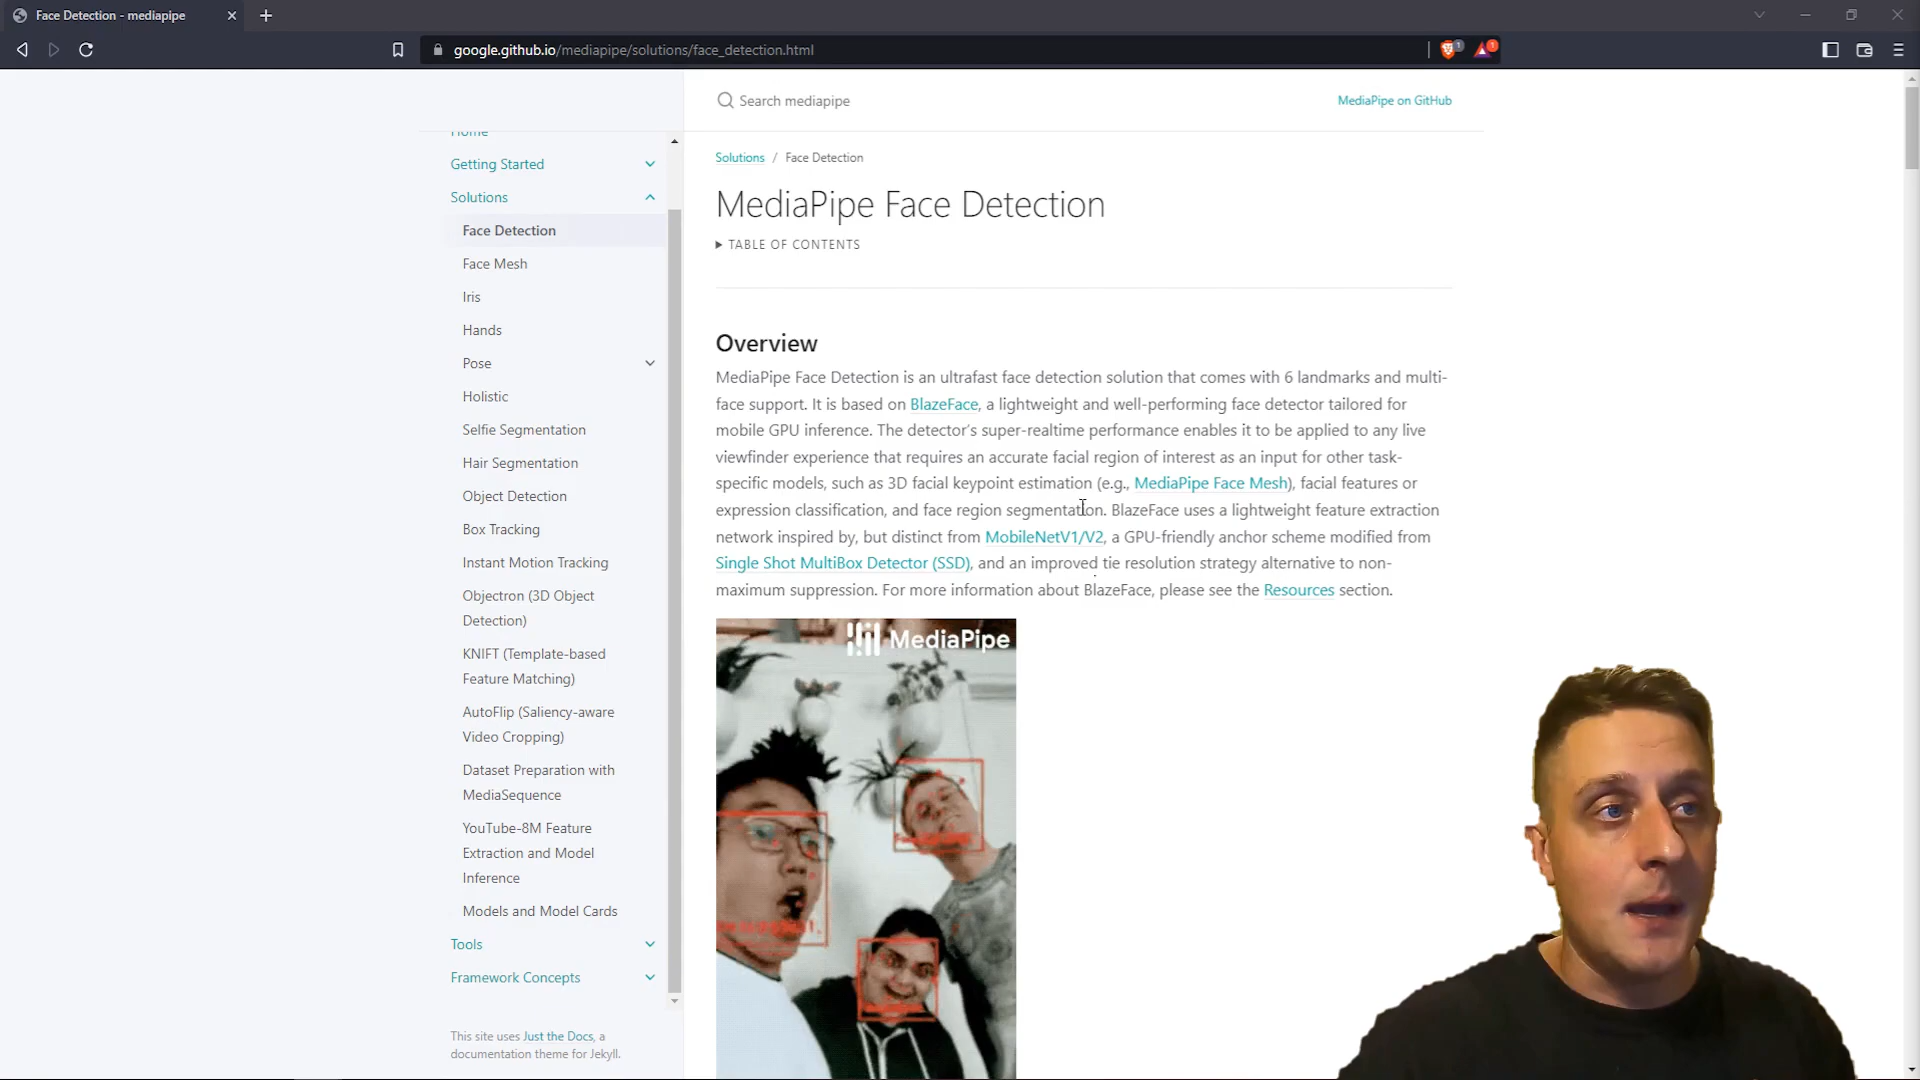 Face Detection - mediapipe
google.github.io/mediapipe/solutions/face_detection.html
1
1
Search mediapipe
MediaPipe on GitHub
Home
Getting Started
Solutions
Face Detection
Face Mesh
Iris
Hands
Pose
Holistic
Selfie Segmentation
Hair Segmentation
Object Detection
Box Tracking
Instant Motion Tracking
Objectron (3D Object
Detection)
KNIFT (Template-based
Feature Matching)
AutoFlip (Saliency-aware
Video Cropping)
Dataset Preparation with
MediaSequence
YouTube-8M Feature
Extraction and Model
Inference
Models and Model Cards
Tools
Framework Concepts
This site uses Just the Docs, a
documentation theme for Jekyll.
Solutions / Face Detection
MediaPipe Face Detection
TABLE OF CONTENTS
Overview
MediaPipe Face Detection is an ultrafast face detection solution that comes with 6 landmarks and multi-
face support. It is based on BlazeFace, a lightweight and well-performing face detector tailored for
mobile GPU inference. The detector's super-realtime performance enables it to be applied to any live
viewfinder experience that requires an accurate facial region of interest as an input for other task-
specific models, such as 3D facial keypoint estimation (e.g., MediaPipe Face Mesh), facial features or
expression classification, and face region segmentation. BlazeFace uses a lightweight feature extraction
network inspired by, but distinct from MobileNetV1/V2, a GPU-friendly anchor scheme modified from
Single Shot MultiBox Detector (SSD), and an improved tie resolution strategy alternative to non-
maximum suppression. For more information about BlazeFace, please see the Resources section.
MediaPipe